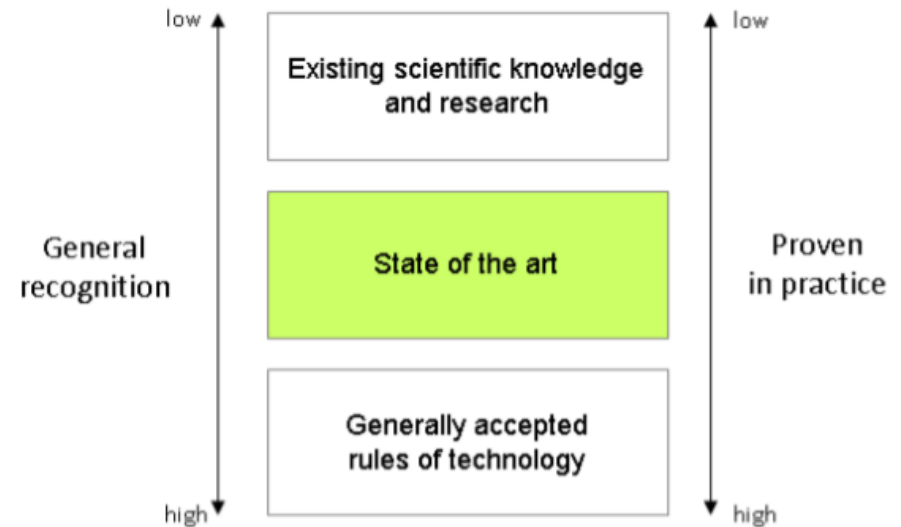 low
low
Existing scientific knowledge
and research
General
recognition
State of the art
Proven
in practice
Generally accepted
rules of technology
high
high